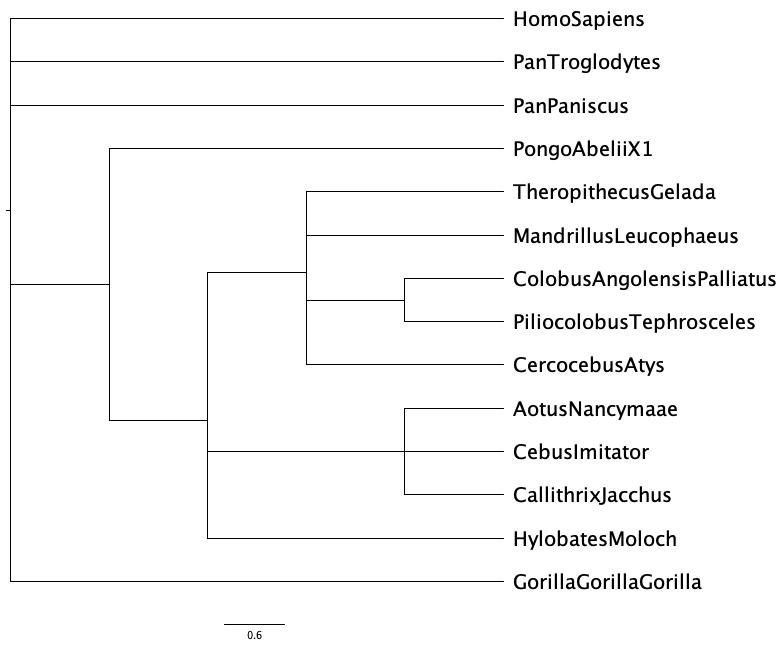 HomoSapiens
PanTroglodytes
PanPaniscus
PongoAbeliiX1
TheropithecusGelada
MandrillusLeucophaeus
ColobusAngolensisPalliatus
PiliocolobusTephrosceles
CercocebusAtys
AotusNancymaae
CebusImitator
CallithrixJacchus
HylobatesMoloch
GorillaGorillaGorilla
0.6